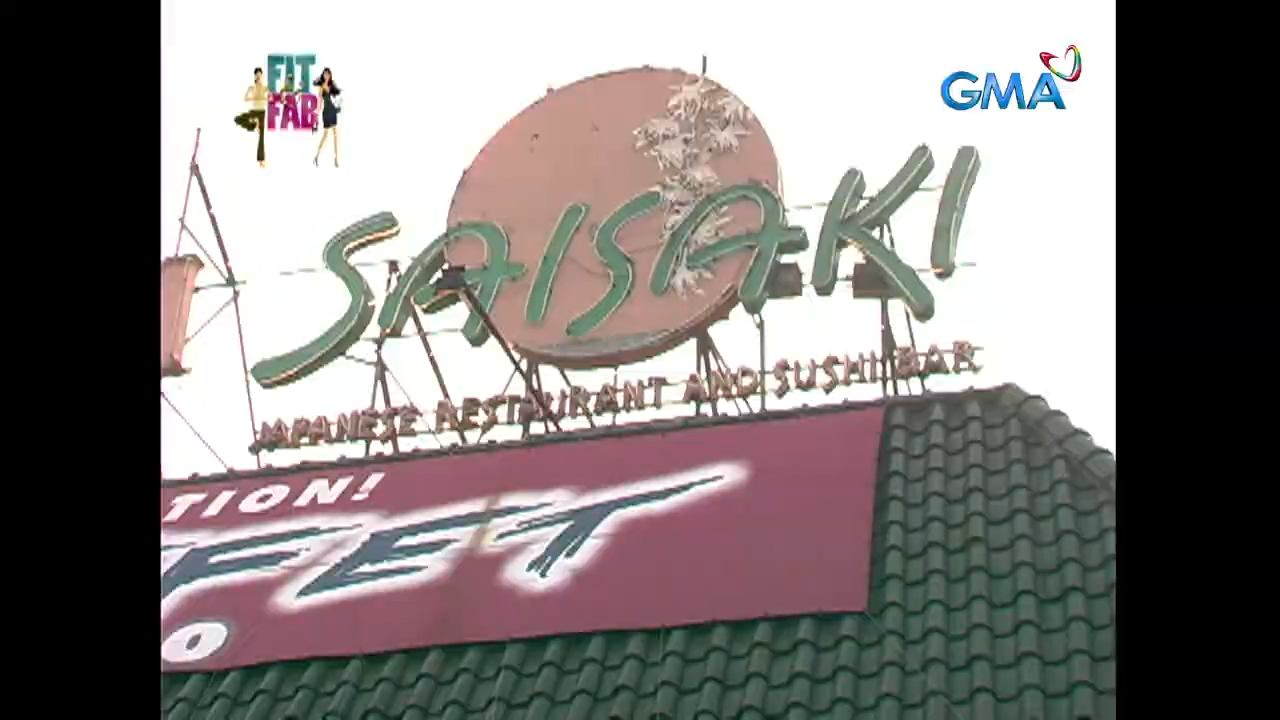 FIT
FAB
GMA
SAISAKI
JAPANESE RESTAURANT AND SUSHI BAR
TION!
FET
O